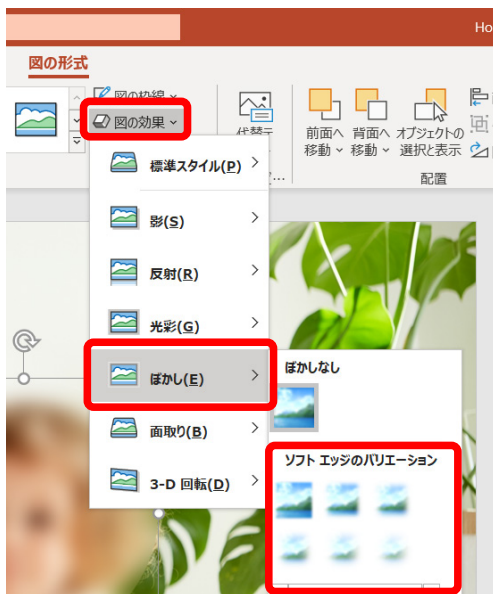 Ho
図の形式
図の枠線
図の効果
代替テ
前面へ 背面へ オブジェクトの
移動 移動 選択と表示
配置
標準スタイル(P)
影(S)
反射(R)
光彩(G)
ぼかし(E)
ぼかしなし
面取り(B)
ソフト エッジのバリエーション
3-D 回転(D)